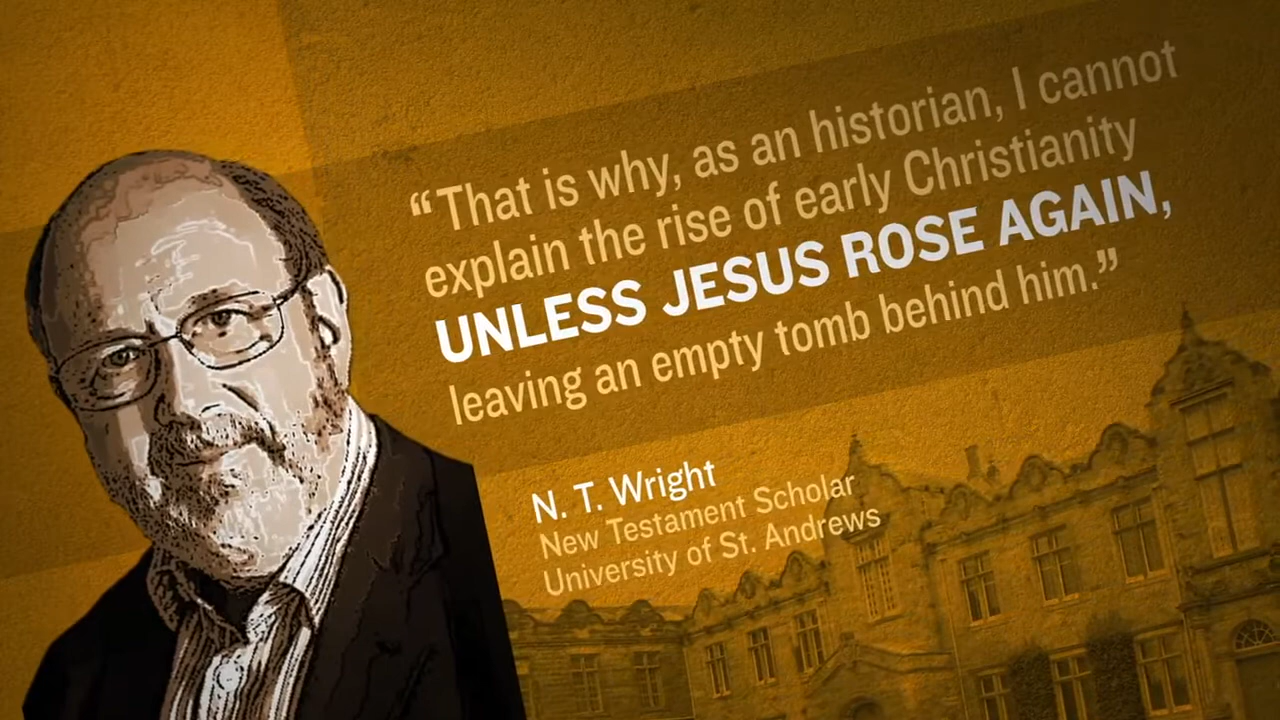 “That is why, as an historian, I cannot
explain the rise of early Christianity
UNLESS JESUS ROSE AGAIN,
leaving an empty tomb behind him.”
N. T. Wright
New Testament Scholar
University of St. Andrews